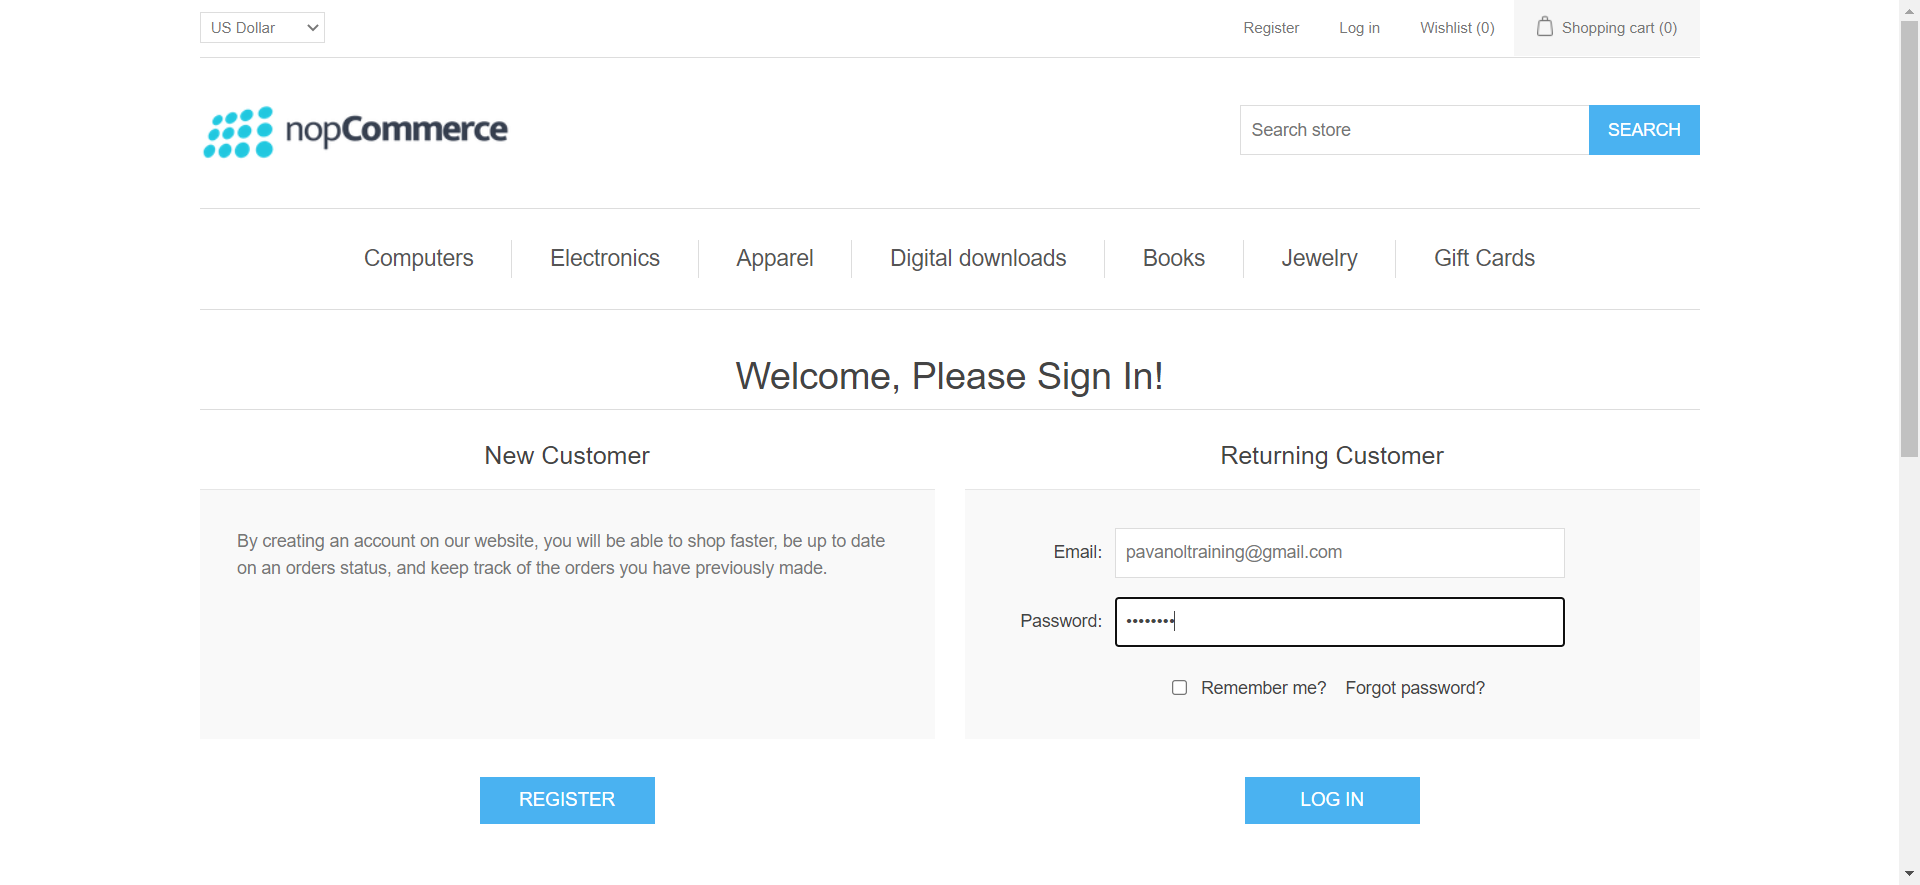 US Dollar
Register
Log in
Wishlist (0)
Shopping cart (0)
nopCommerce
Search store
SEARCH
Computers
Electronics
Apparel
Digital downloads
Books
Jewelry
Gift Cards
Welcome, Please Sign In!
New Customer
By creating an account on our website, you will be able to shop faster, be up to date
on an orders status, and keep track of the orders you have previously made.
REGISTER
Returning Customer
Email: pavanoltraining@gmail.com
Password: ••••••••
Remember me? Forgot password?
LOG IN